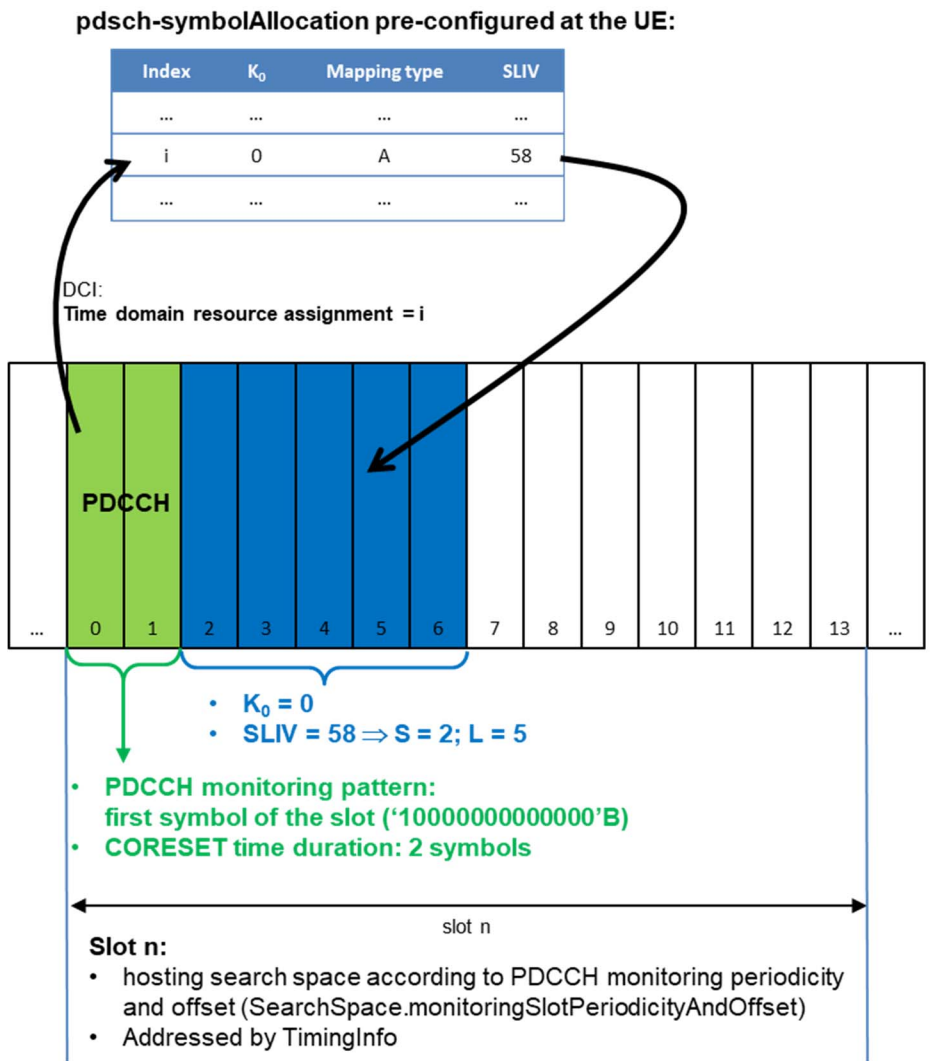 pdsch-symbolAllocation pre-configured at the UE:
Index K₀ Mapping type SLIV
... ... ... ...
i 0 A 58
... ... ... ...
DCI:
Time domain resource assignment = i
PDCCH
... 0 1 2 3 4 5 6 7 8 9 10 11 12 13 ...
• K₀ = 0
• SLIV = 58 ⇒ S = 2; L = 5
• PDCCH monitoring pattern:
first symbol of the slot (‘10000000000000’B)
• CORESET time duration: 2 symbols
slot n
Slot n:
• hosting search space according to PDCCH monitoring periodicity
and offset (SearchSpace.monitoringSlotPeriodicityAndOffset)
• Addressed by TimingInfo